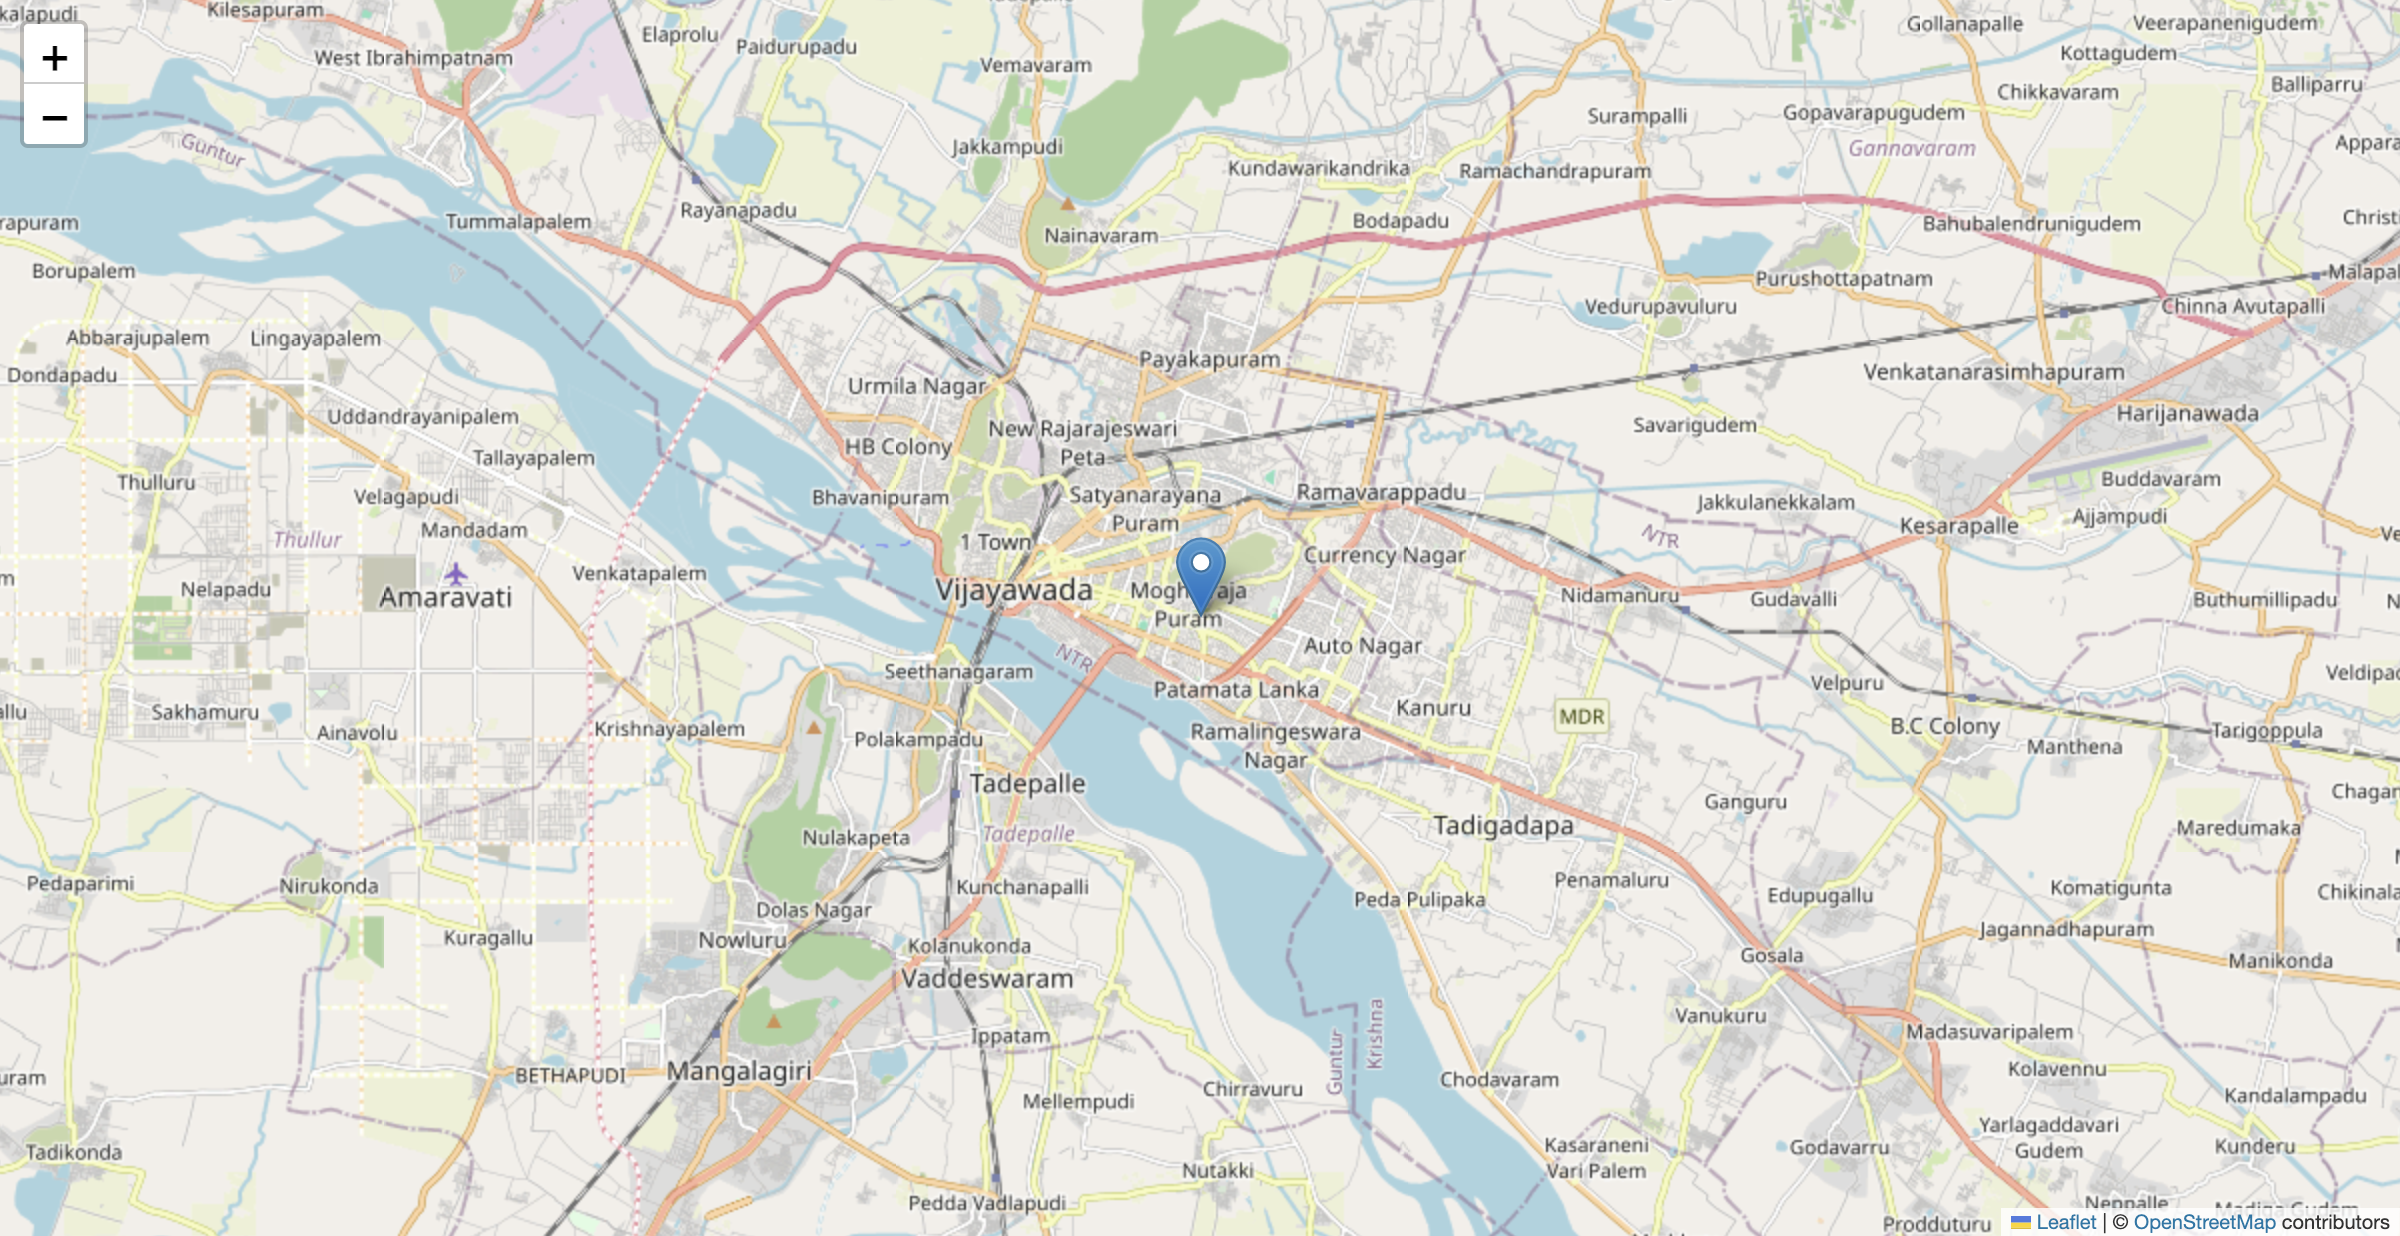 kalapudi
Kilesapuram
Elaprolu
Paidurupadu
Gollanapalle
Veerapanenigudem
West Ibrahimpatnam
Vemavaram
Kottagudem
+
−
Chikkavaram
Balliparru
Surampalli
Gopavarapugudem
Guntur
Jakkampudi
Gannavaram
Appara
Kundawarikandrika
Ramachandrapuram
rapuram
Tummalapalem
Rayanapadu
Nainavaram
Bodapadu
Bahubalendrunigudem
Christi
Borupalem
Purushottapatnam
Malapal
Vedurupavuluru
Chinna Avutapalli
Abbarajupalem
Lingayapalem
Payakapuram
Dondapadu
Urmila Nagar
Venkatanarasimhapuram
Uddandrayanipalem
New Rajarajeswari
Peta
Savarigudem
Harijanawada
HB Colony
Tallayapalem
Thulluru
Velagapudi
Bhavanipuram
Satyanarayana
Puram
Ramavarappadu
Jakkulanekkalam
Buddavaram
Mandadam
Thullur
1 Town
Currency Nagar
NTR
Kesarapalle
Ajjampudi
Ve
m
Nelapadu
Amaravati
Venkatapalem
Vijayawada
Puram
Nidamanuru
Gudavalli
Buthumillipadu
N
Auto Nagar
NTR
Seethanagaram
Patamata Lanka
Velpuru
Veldipad
allu
Sakhamuru
Ainavolu
Krishnayapalem
Polakampadu
Ramalingeswara
Nagar
Kanuru
MDR
B.C Colony
Manthena
Tarigoppula
Tadepalle
Ganguru
Chagan
Nulakapeta
Tadepalle
Tadigadapa
Maredumaka
Pedaparimi
Nirukonda
Kunchanapalli
Peda Pulipaka
Penamaluru
Edupugallu
Komatigunta
Chikinala
Dolas Nagar
Kuragallu
Nowluru
Kolanukonda
Jagannadhapuram
Gosala
Manikonda
Vaddeswaram
Vanukuru
Ippatam
Guntur
Krishna
Madasuvaripalem
uram
BETHAPUDI
Mangalagiri
Chirravuru
Chodavaram
Kolavennu
Mellempudi
Kandalampadu
Tadikonda
Kasaraneni
Vari Palem
Godavarru
Yarlagaddavari
Gudem
Kunderu
Nutakki
Pedda Vadlapudi
Neppalle
Madiga Gudem
Prodduturu
Leaflet | © OpenStreetMap contributors